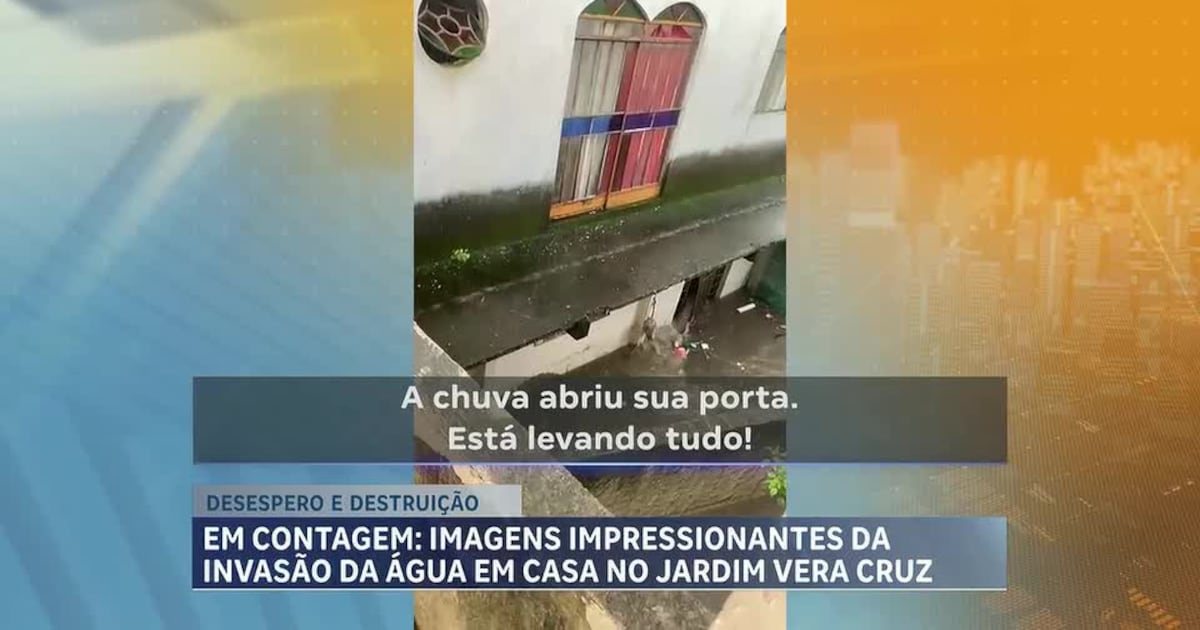 A chuva abriu sua porta.
Está levando tudo!
DESESPERO E DESTRUIÇÃO
EM CONTAGEM: IMAGENS IMPRESSIONANTES DA
INVASÃO DA ÁGUA EM CASA NO JARDIM VERA CRUZ